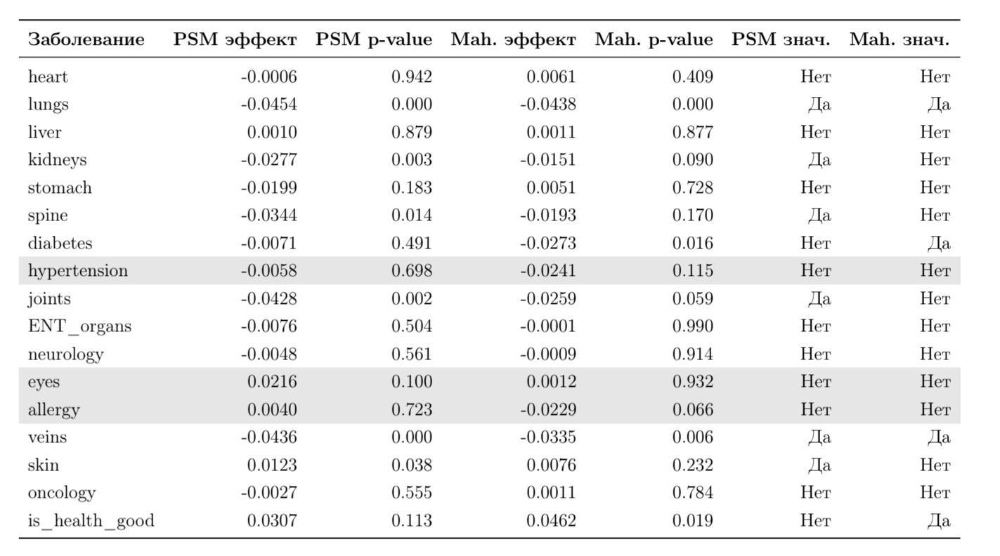 Заболевание PSM эффект PSM p-value Mah. эффект Mah. p-value PSM знач. Mah. знач.
heart -0.0006 0.942 0.0061 0.409 Нет Нет
lungs -0.0454 0.000 -0.0438 0.000 Да Да
liver 0.0010 0.879 0.0011 0.877 Нет Нет
kidneys -0.0277 0.003 -0.0151 0.090 Да Нет
stomach -0.0199 0.183 0.0051 0.728 Нет Нет
spine -0.0344 0.014 -0.0193 0.170 Да Нет
diabetes -0.0071 0.491 -0.0273 0.016 Нет Да
hypertension -0.0058 0.698 -0.0241 0.115 Нет Нет
joints -0.0428 0.002 -0.0259 0.059 Да Нет
ENT_organs -0.0076 0.504 -0.0001 0.990 Нет Нет
neurology -0.0048 0.561 -0.0009 0.914 Нет Нет
eyes 0.0216 0.100 0.0012 0.932 Нет Нет
allergy 0.0040 0.723 -0.0229 0.066 Нет Нет
veins -0.0436 0.000 -0.0335 0.006 Да Да
skin 0.0123 0.038 0.0076 0.232 Да Нет
oncology -0.0027 0.555 0.0011 0.784 Нет Нет
is_health_good 0.0307 0.113 0.0462 0.019 Нет Да